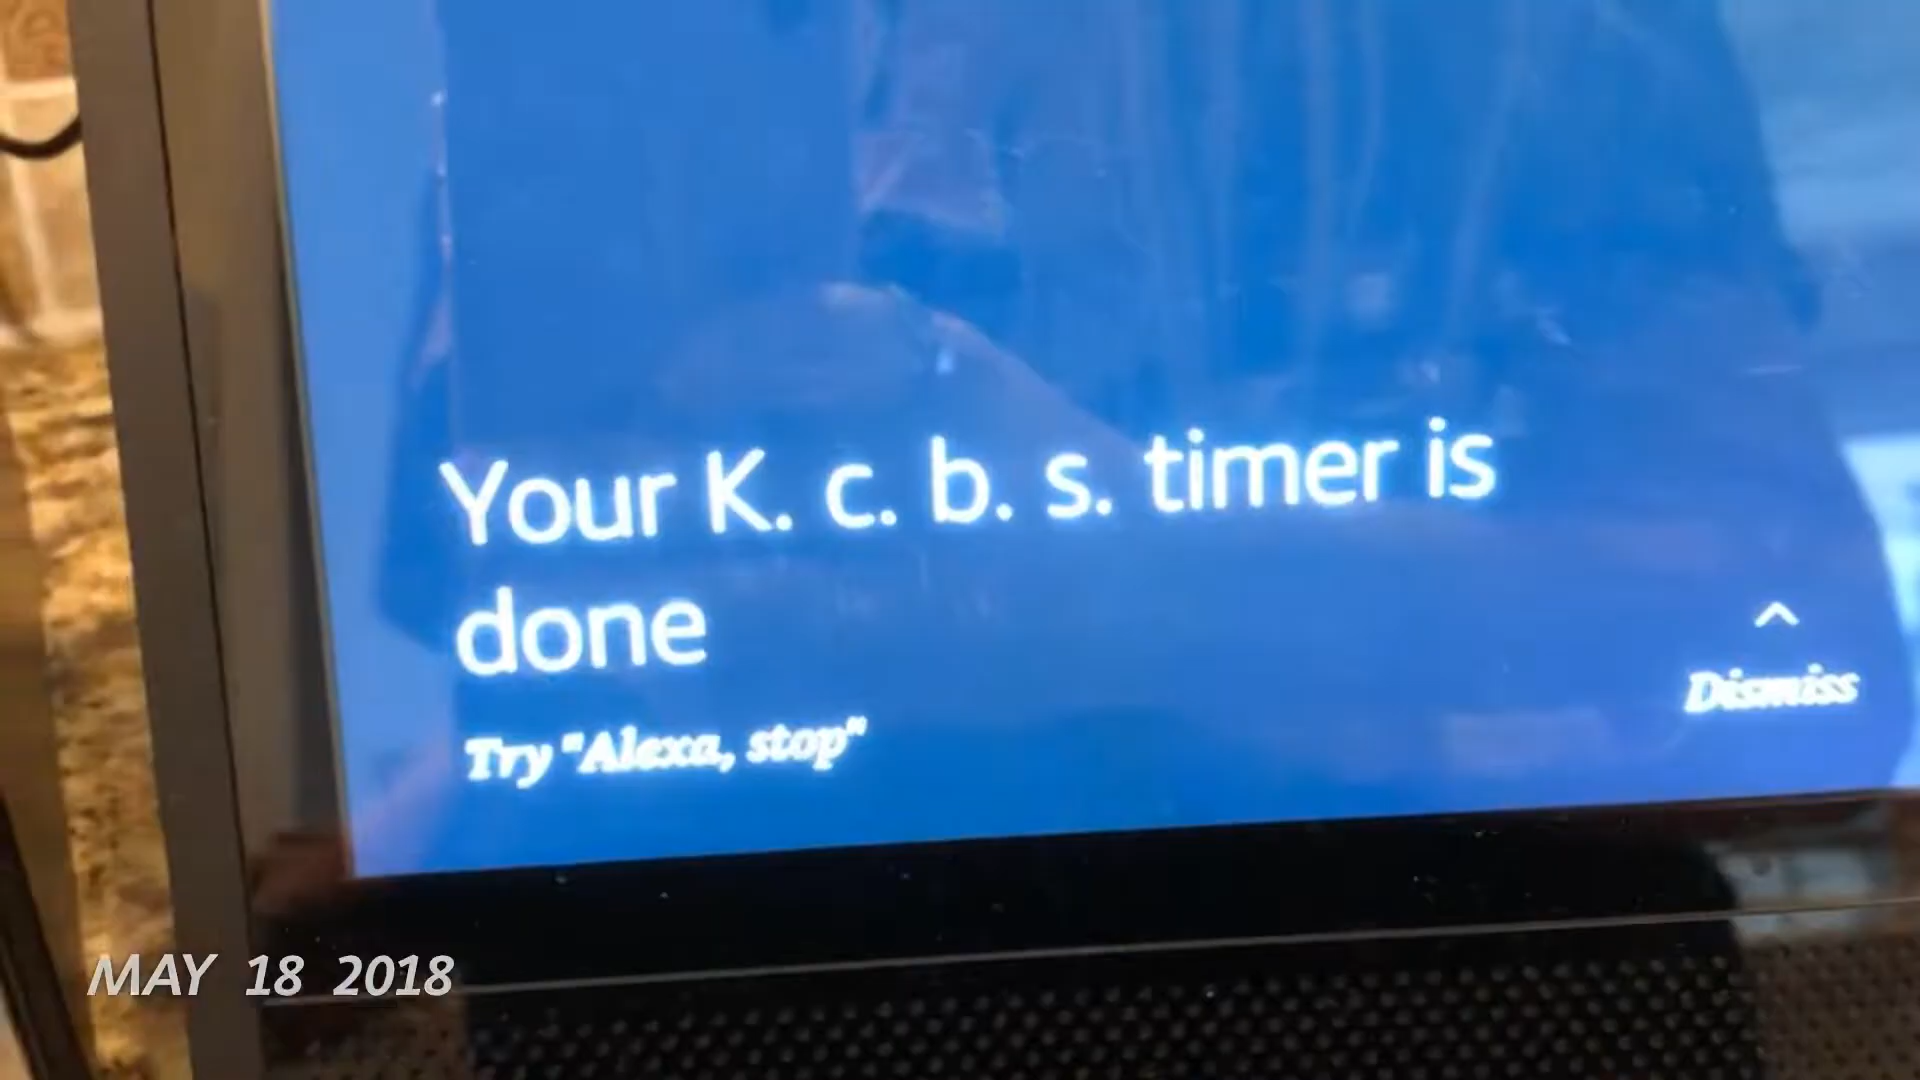 Your K. c. b. s. timer is
done
Try "Alexa, stop"
Dismiss
MAY 18 2018